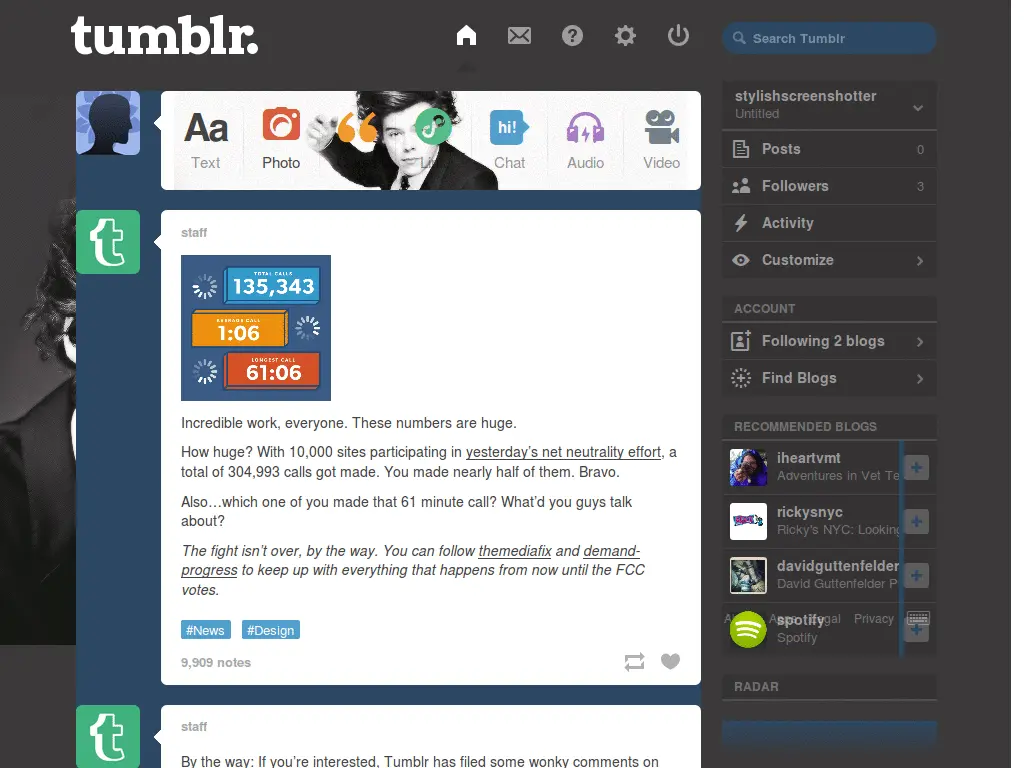 tumblr.
Search Tumblr
stylishscreenshotter
Untitled
Aa
hi!
Text
Photo
Chat
Audio
Video
Posts 0
Followers 3
Activity
Customize
ACCOUNT
Following 2 blogs
Find Blogs
RECOMMENDED BLOGS
iheartvmt
Adventures in Vet Te
rickysnyc
Ricky's NYC: Looking
davidguttenfelder
David Guttenfelder P
spotify
Spotify
Legal
Privacy
RADAR
staff
TOTAL CALLS
135,343
AVERAGE CALL
1:06
LONGEST CALL
61:06
Incredible work, everyone. These numbers are huge.
How huge? With 10,000 sites participating in yesterday's net neutrality effort, a
total of 304,993 calls got made. You made nearly half of them. Bravo.
Also…which one of you made that 61 minute call? What'd you guys talk
about?
The fight isn't over, by the way. You can follow themediafix and demand-
progress to keep up with everything that happens from now until the FCC
votes.
#News #Design
9,909 notes
staff
By the way: If you're interested, Tumblr has filed some wonky comments on